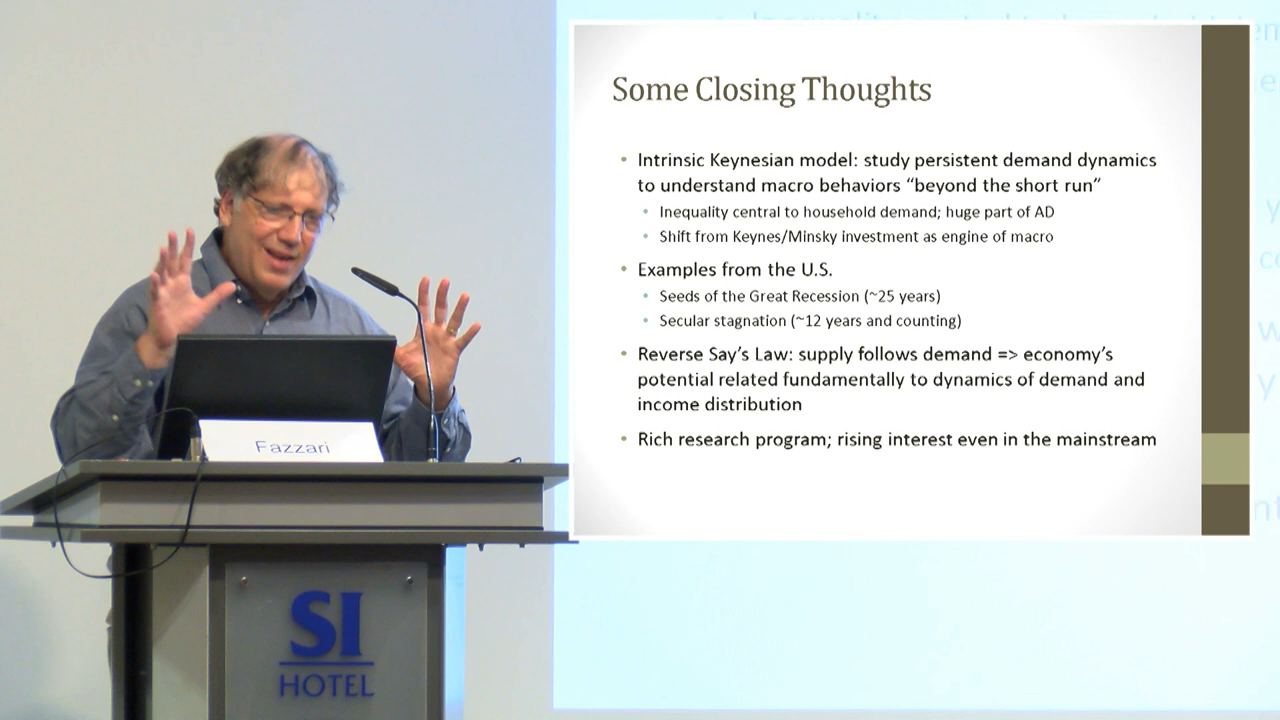 Some Closing Thoughts
• Intrinsic Keynesian model: study persistent demand dynamics
to understand macro behaviors “beyond the short run”
• Inequality central to household demand; huge part of AD
• Shift from Keynes/Minsky investment as engine of macro
• Examples from the U.S.
• Seeds of the Great Recession (~25 years)
• Secular stagnation (~12 years and counting)
• Reverse Say’s Law: supply follows demand => economy’s
potential related fundamentally to dynamics of demand and
income distribution
• Rich research program; rising interest even in the mainstream
Fazzari
SI
HOTEL